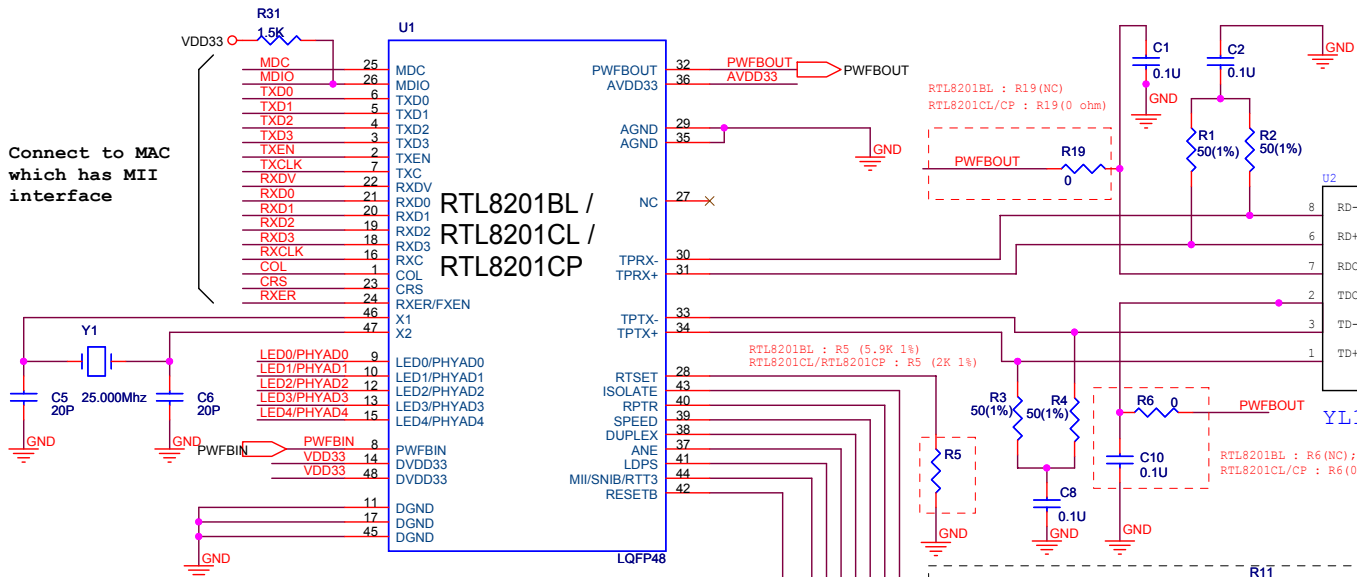 R31
1.5K
VDD33
Connect to MAC
which has MII
interface
MDC
MDIO
TXD0
TXD1
TXD2
TXD3
TXEN
TXCLK
RXDV
RXD0
RXD1
RXD2
RXD3
RXCLK
COL
CRS
RXER
Y1
25.000Mhz
C5
20P
C6
20P
GND
GND
LED0/PHYAD0
LED1/PHYAD1
LED2/PHYAD2
LED3/PHYAD3
LED4/PHYAD4
PWFBIN
PWFBIN
VDD33
VDD33
GND
U1
25 MDC
26 MDIO
6 TXD0
5 TXD1
4 TXD2
3 TXD3
2 TXEN
7 TXC
22 RXDV
21 RXD0
20 RXD1
19 RXD2
18 RXD3
16 RXC
1 COL
23 CRS
24 RXER/FXEN
46 X1
47 X2
9 LED0/PHYAD0
10 LED1/PHYAD1
12 LED2/PHYAD2
13 LED3/PHYAD3
15 LED4/PHYAD4
8 PWFBIN
14 DVDD33
48 DVDD33
11 DGND
17 DGND
45 DGND
RTL8201BL /
RTL8201CL /
RTL8201CP
PWFBOUT 32
AVDD33 36
AGND 29
AGND 35
NC 27
TPRX- 30
TPRX+ 31
TPTX- 33
TPTX+ 34
RTSET 28
ISOLATE 43
RPTR 40
SPEED 39
DUPLEX 38
ANE 37
LDPS 41
MII/SNIB/RTT3 44
RESETB 42
LQFP48
PWFBOUT
PWFBOUT
AVDD33
GND
RTL8201BL : R19(NC)
RTL8201CL/CP : R19(0 ohm)
PWFBOUT
R19
0
C1
0.1U
GND
C2
0.1U
GND
R1
50(1%)
R2
50(1%)
U2
8 RD-
6 RD+
7
2
3 TD-
1 TD+
RTL8201BL : R5 (5.9K 1%)
RTL8201CL/RTL8201CP : R5 (2K 1%)
R5
GND
R3
50(1%)
R4
50(1%)
C8
0.1U
GND
R6
0
PWFBOUT
C10
0.1U
GND
RTL8201BL : R6(NC);
RTL8201CL/CP : R6(0
R11